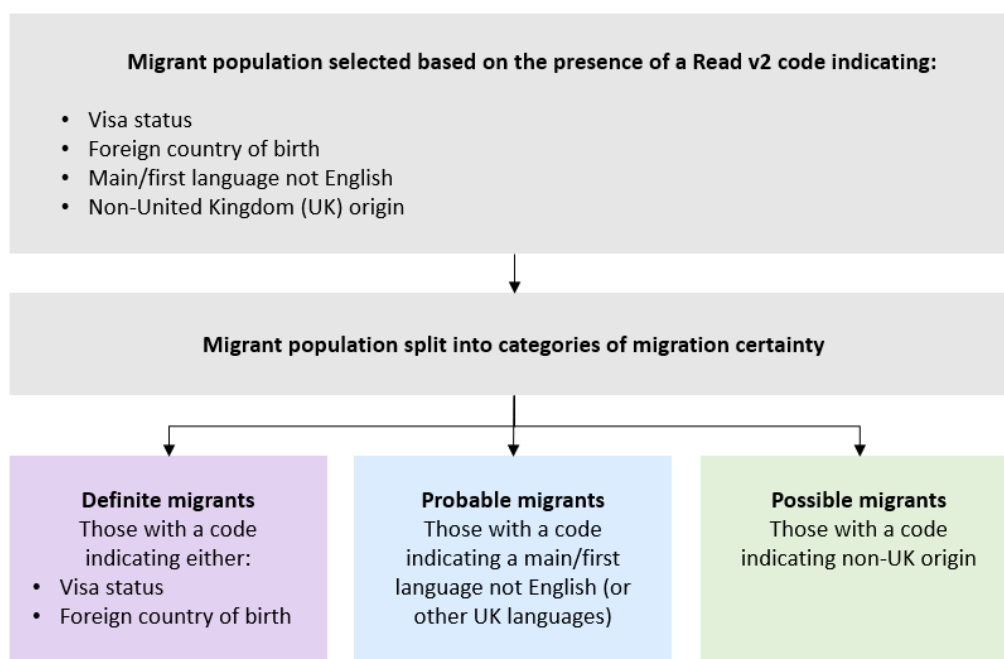 Migrant population selected based on the presence of a Read v2 code indicating:
• Visa status
• Foreign country of birth
• Main/first language not English
• Non-United Kingdom (UK) origin
Migrant population split into categories of migration certainty
Definite migrants
Those with a code
indicating either:
• Visa status
• Foreign country of birth
Probable migrants
Those with a code
indicating a main/first
language not English (or
other UK languages)
Possible migrants
Those with a code
indicating non-UK origin